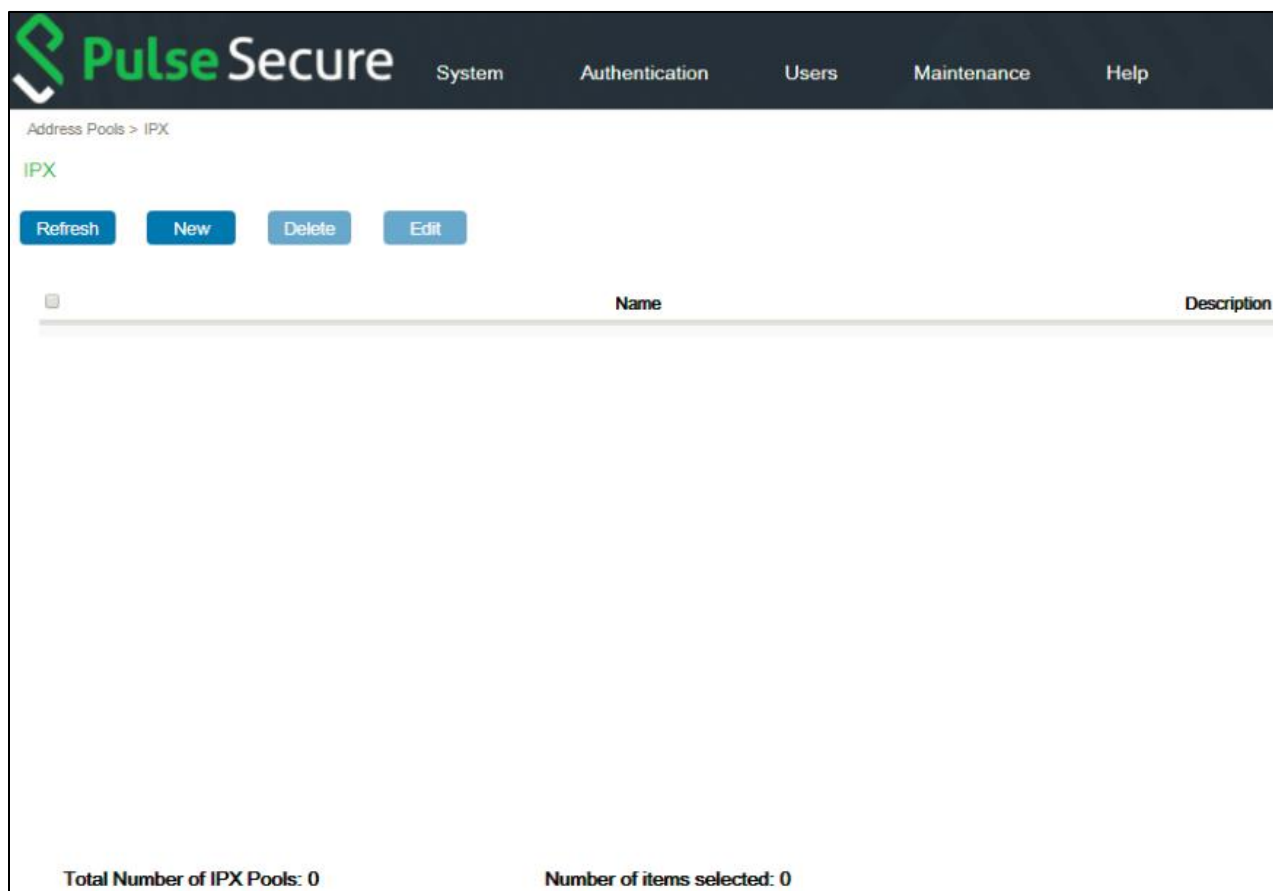 Pulse Secure System Authentication Users Maintenance Help
Address Pools > IPX
IPX
Refresh New Delete Edit
Name Description
Total Number of IPX Pools: 0 Number of items selected: 0